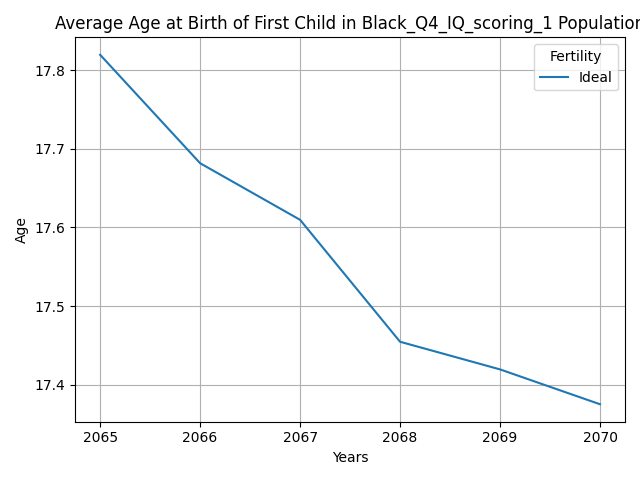 Average Age at Birth of First Child in Black_Q4_IQ_scoring_1 Population
Fertility
Ideal
17.8
17.7
17.6
17.5
17.4
Age
2065 2066 2067 2068 2069 2070
Years